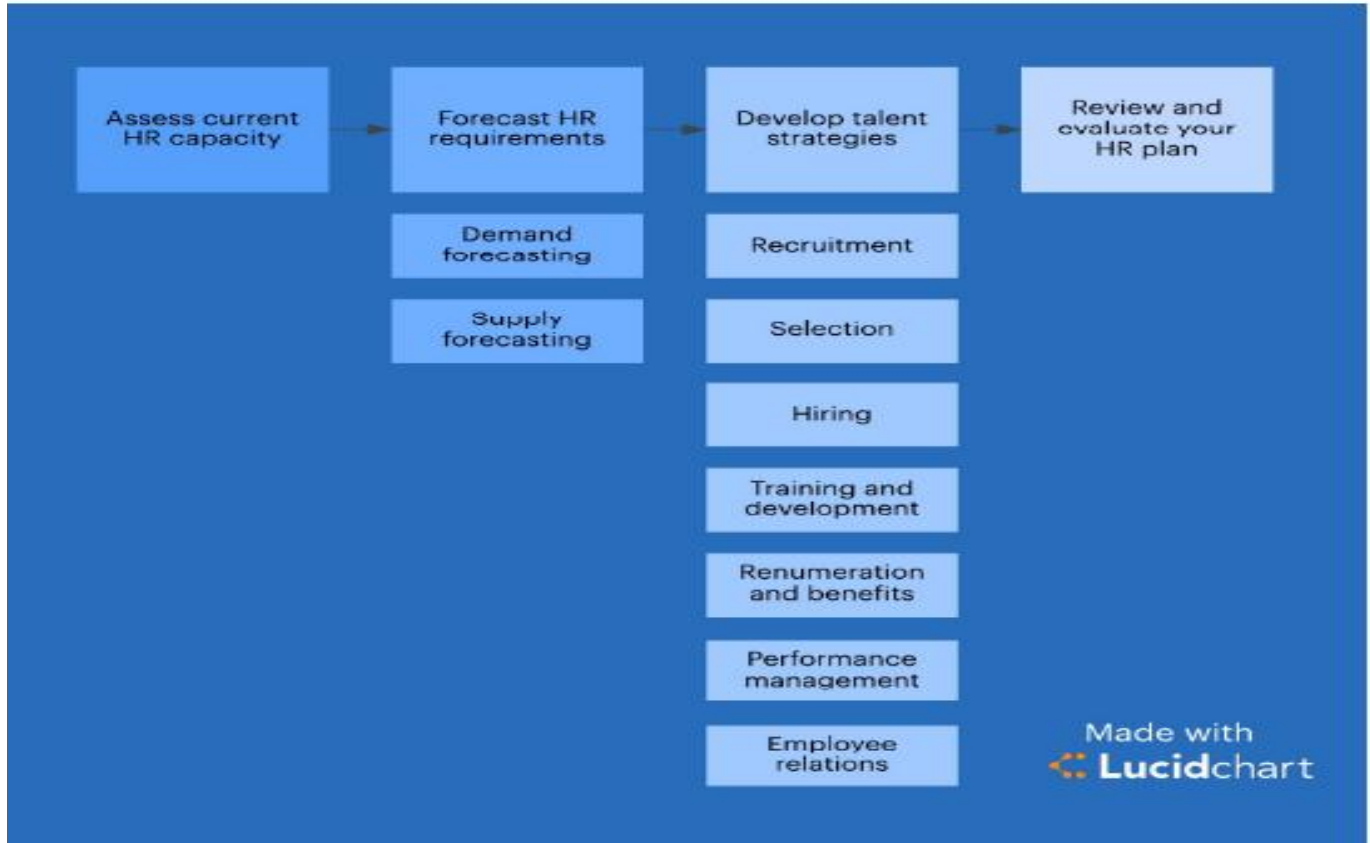 Assess current
HR capacity
Forecast HR
requirements
Develop talent
strategies
Review and
evaluate your
HR plan
Demand
forecasting
Supply
forecasting
Recruitment
Selection
Hiring
Training and
development
Renumeration
and benefits
Performance
management
Employee
relations
Made with
Lucidchart